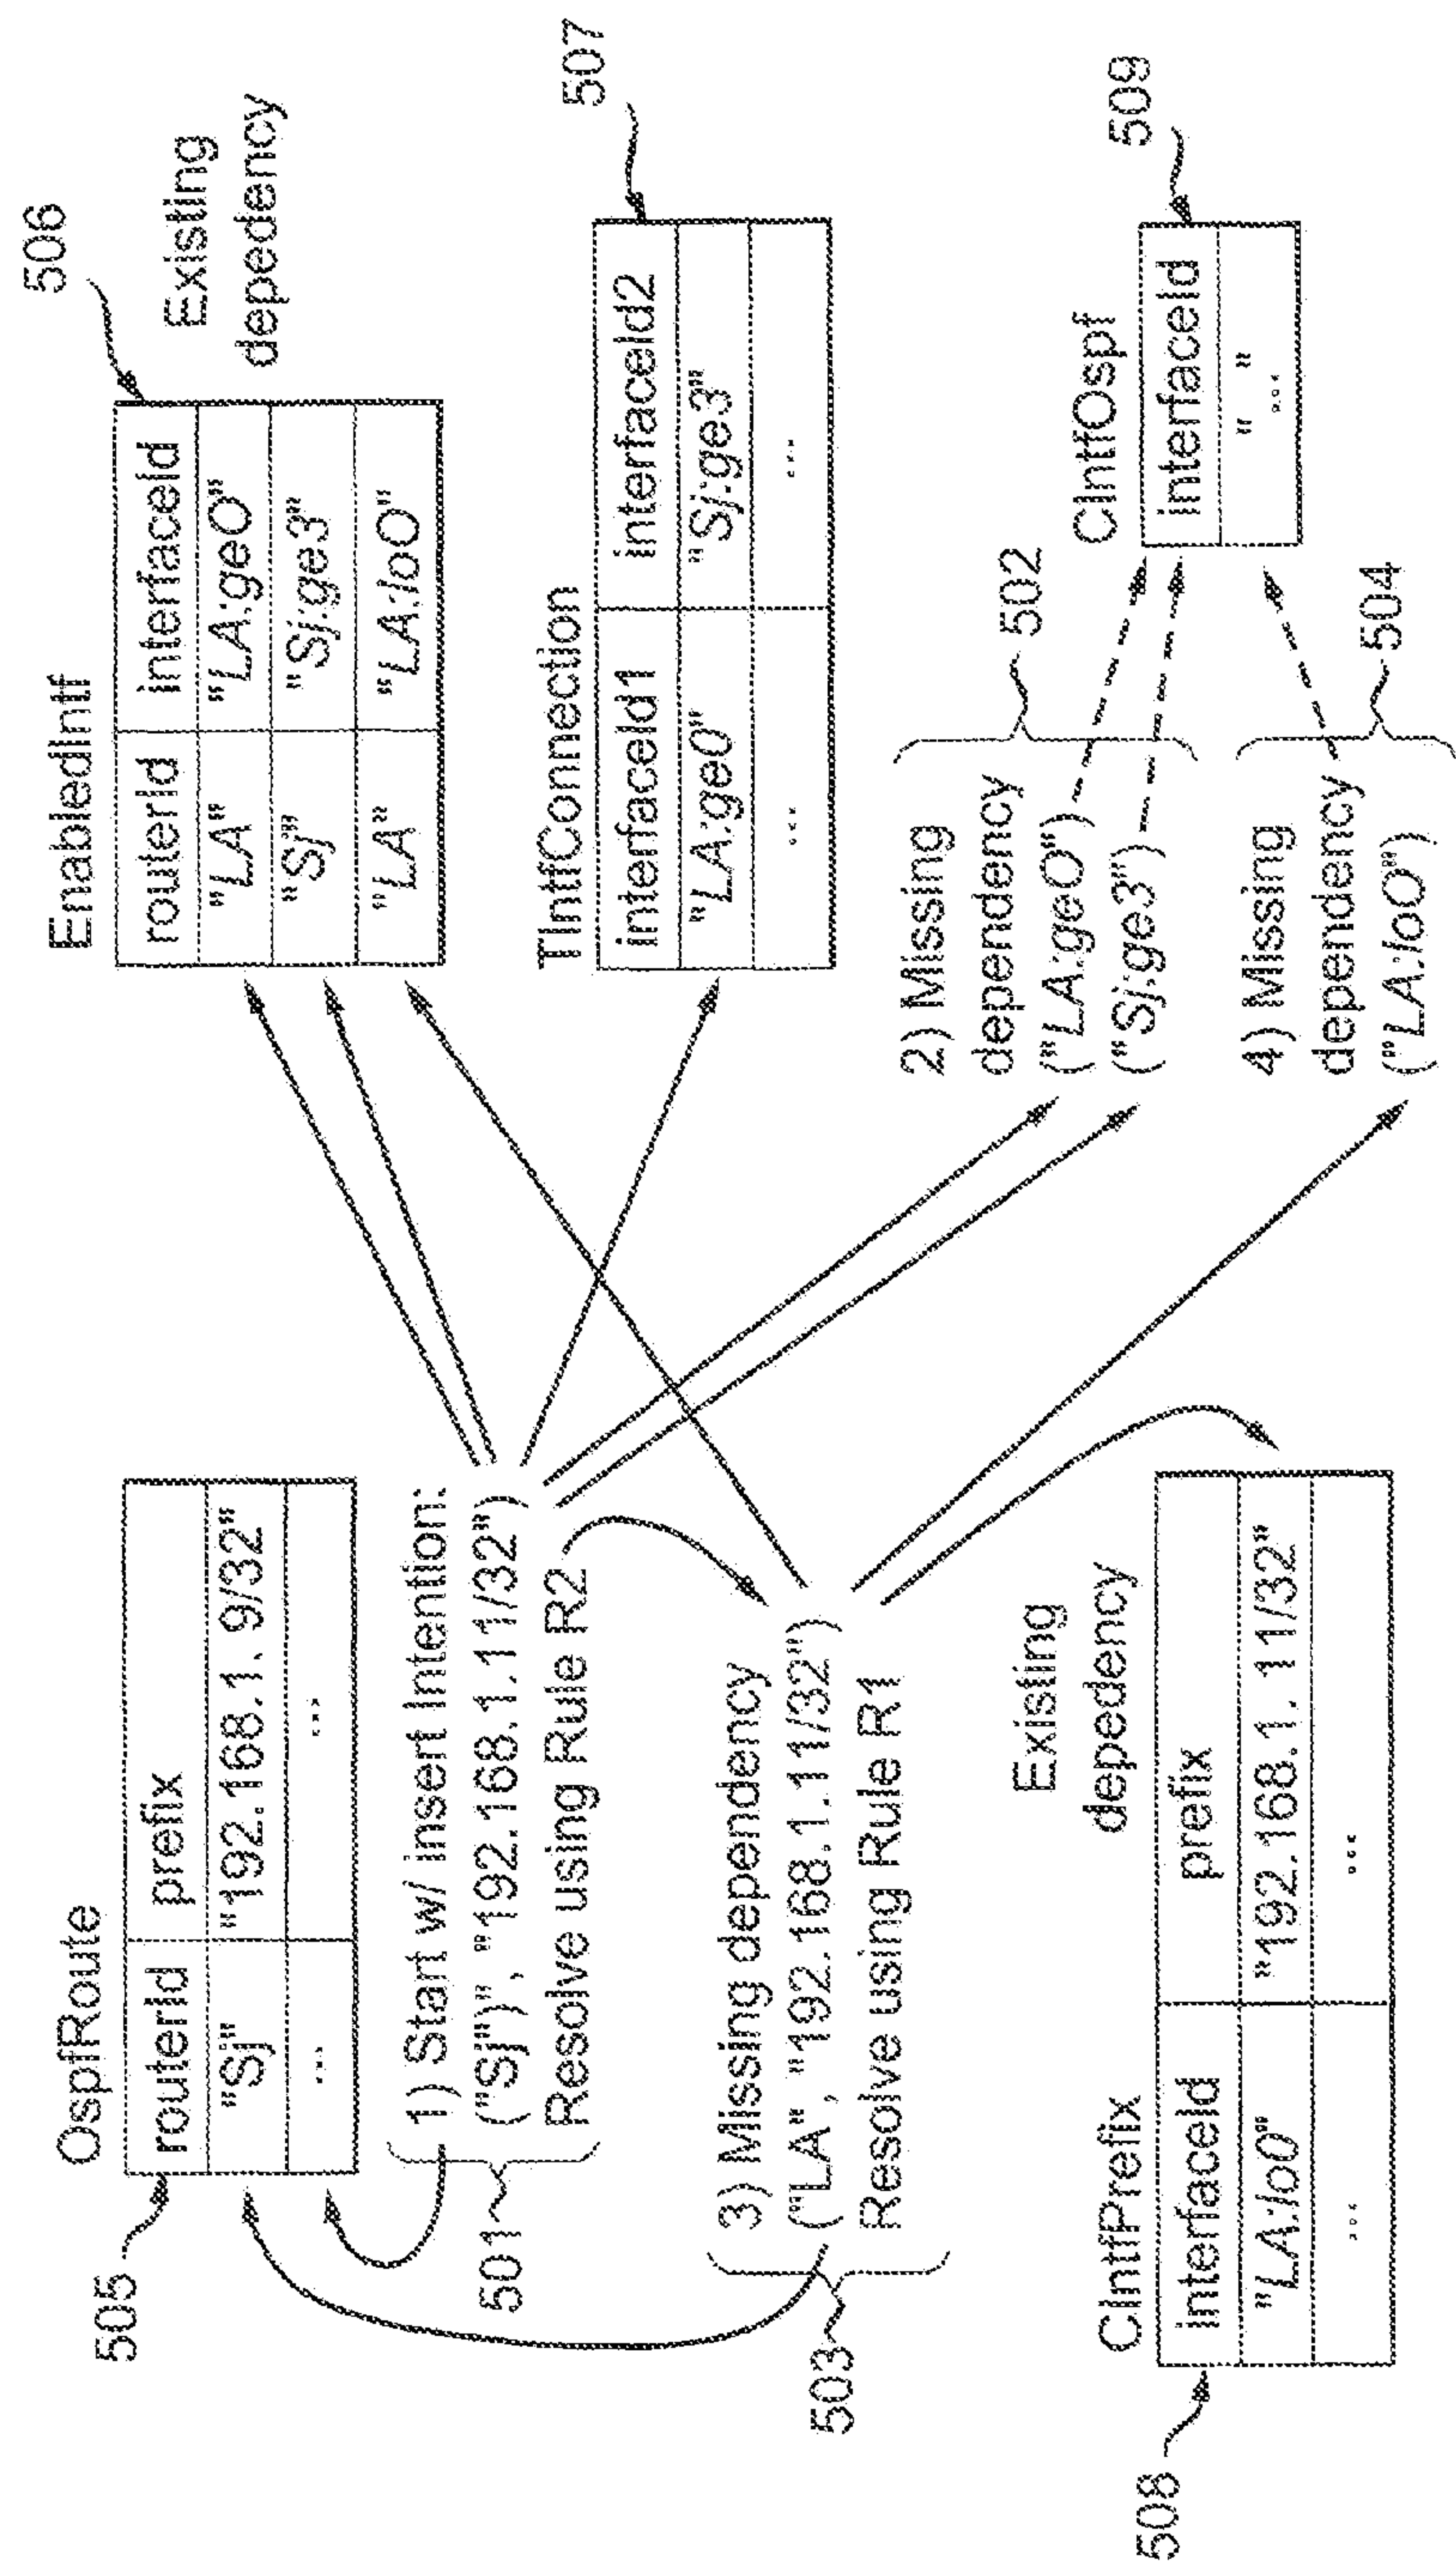 OspfRoute
505
routerId prefix
"Sj" "192.168.1. 9/32"
... ...
501
1) Start w/ insert Intention:
("Sj")", "192.168.1.11/32")
Resolve using Rule R2
503
3) Missing dependency
("LA", "192.168.1.11/32")
Resolve using Rule R1
CIntfPrefix
508
Existing
depedency
InterfaceId prefix
"LA:lo0" "192.168.1. 11/32"
... ...
EnabledIntf
506
Existing
depedency
routerId interfaceId
"LA" "LA:geO"
"Sj" "Sj:ge3"
"LA" "LA:loO"
TIntfConnection
507
interfaceId1 interfaceId2
"LA:ge0" "Sj:ge3"
... ...
2) Missing
dependency
("LA:geO")
("Sj:ge3")
502
4) Missing
dependency
("LA:loO")
504
CIntfOspf
509
interfaceId
" "
...